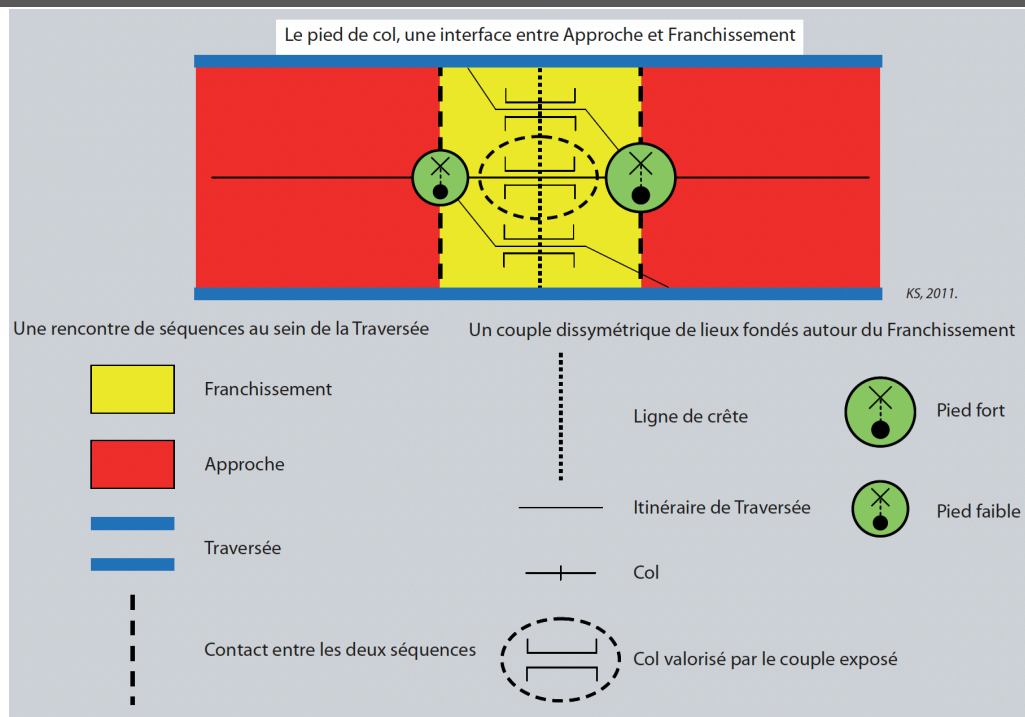 Le pied de col, une interface entre Approche et Franchissement
KS, 2011.
Une rencontre de séquences au sein de la Traversée
Franchissement
Approche
Traversée
Contact entre les deux séquences
Un couple dissymétrique de lieux fondés autour du Franchissement
Ligne de crête
Itinéraire de Traversée
Col
Col valorisé par le couple exposé
Pied fort
Pied faible